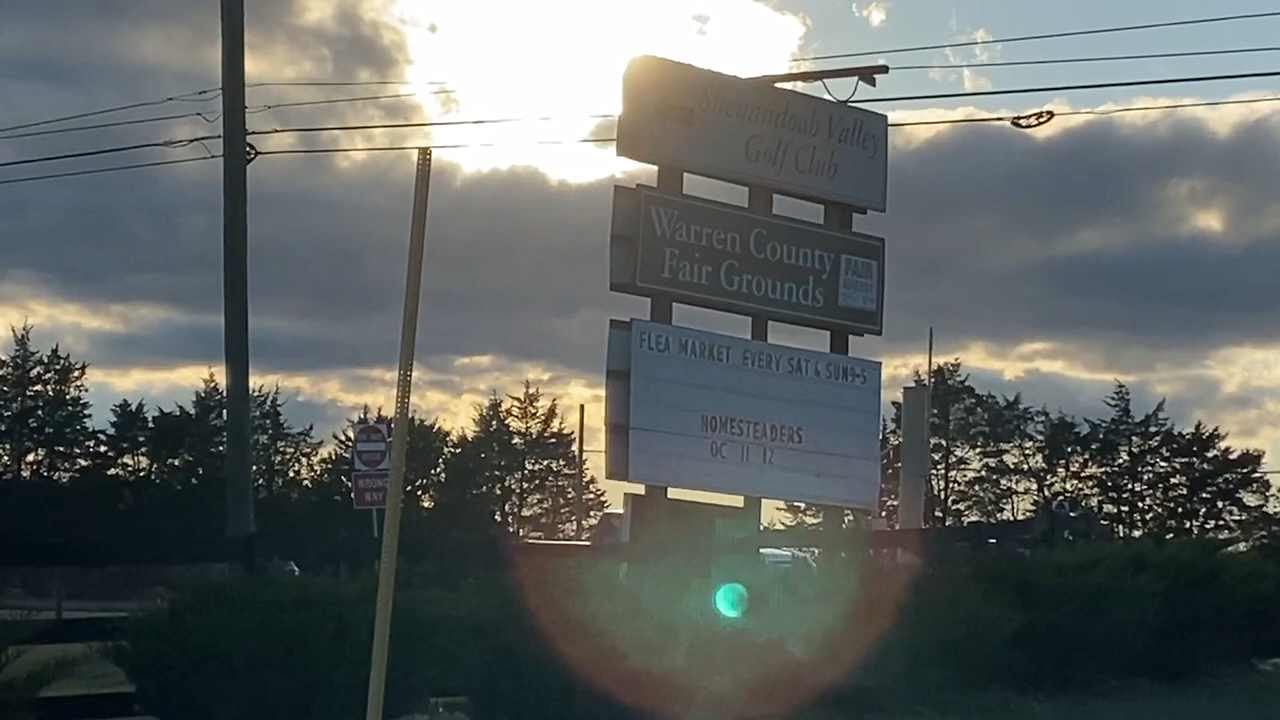 Shenandoah Valley
Golf Club
Warren County
Fair Grounds
FLEA MARKET EVERY SAT & SUN 9-5
HOMESTEADERS
OC 11 12
WRONG
WAY